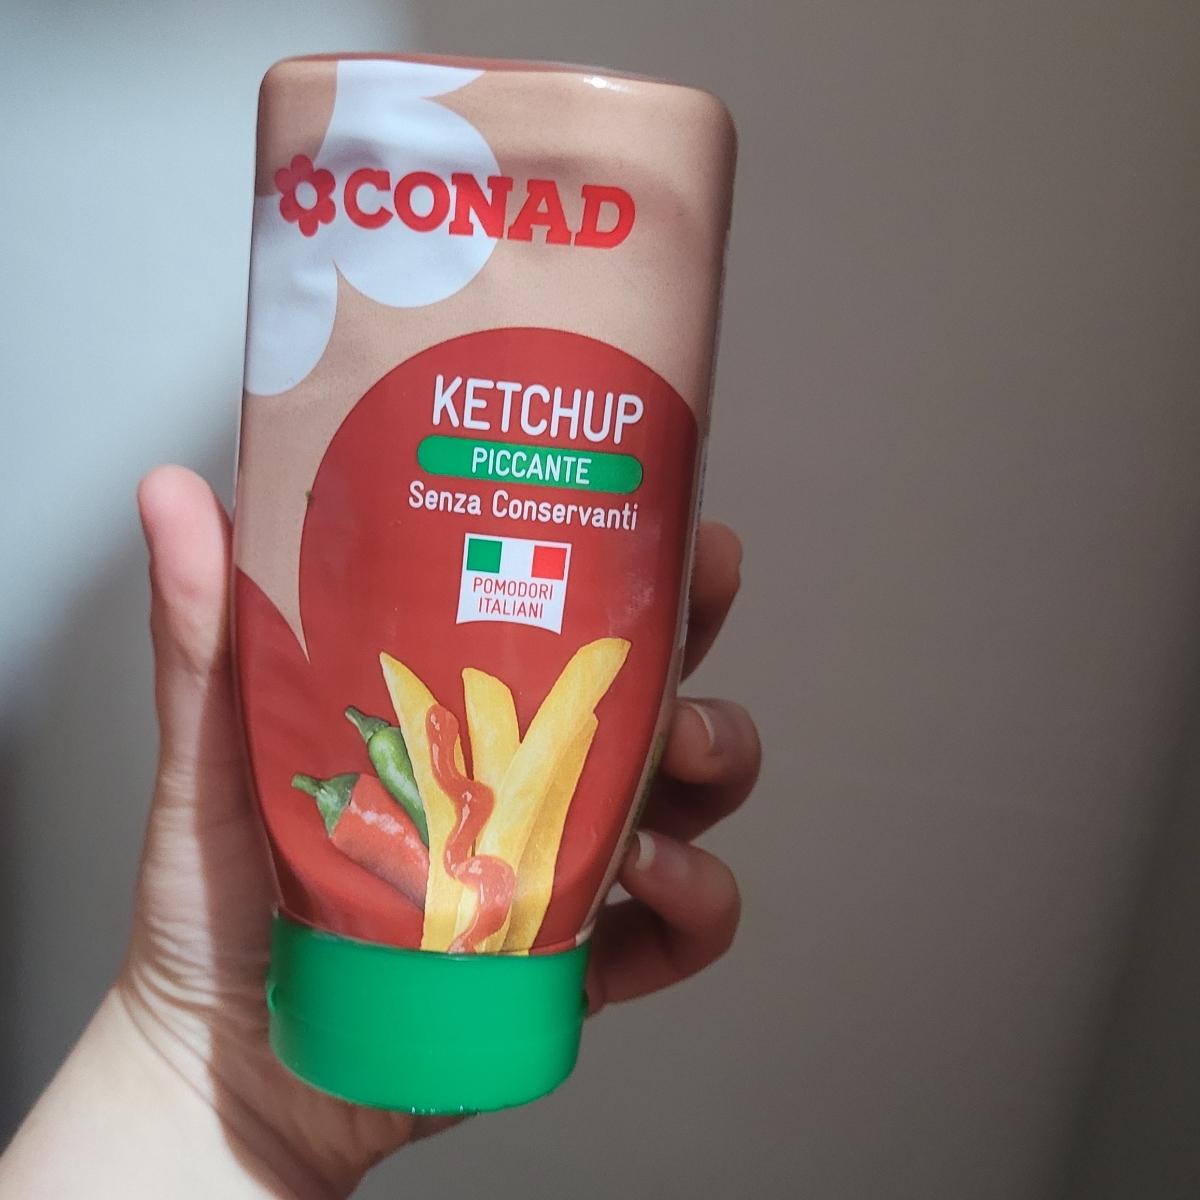 CONAD
KETCHUP
PICCANTE
Senza Conservanti
POMODORI
ITALIANI